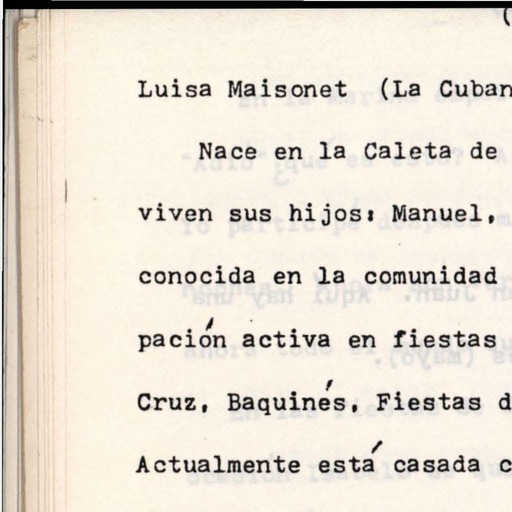 Luisa Maisonet (La Cuban
Nace en la Caleta de
viven sus hijos: Manuel,
conocida en la comunidad
pación activa en fiestas
Cruz, Baquinés, Fiestas d
Actualmente está casada c